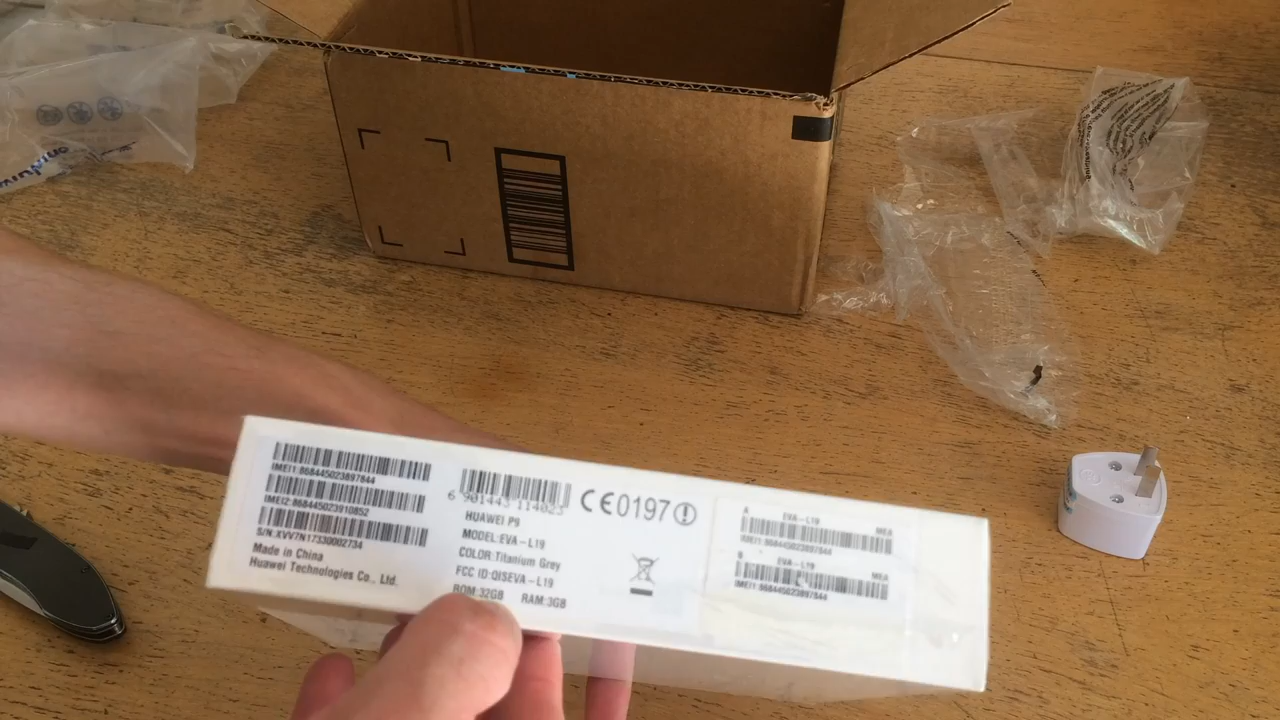 IMEI1:868445023897844
IMEI2:868445023910852
S/N:XVV7N17330002734
Made in China
Huawei Technologies Co., Ltd.
6 901443 114023
HUAWEI P9
MODEL:EVA-L19
COLOR:Titanium Grey
FCC ID:QISEVA-L19
ROM:32GB RAM:3GB
CE0197
A EVA-L19 MEA
IMEI1:868445023897844
B EVA-L19 MEA
IMEI1:868445023897844